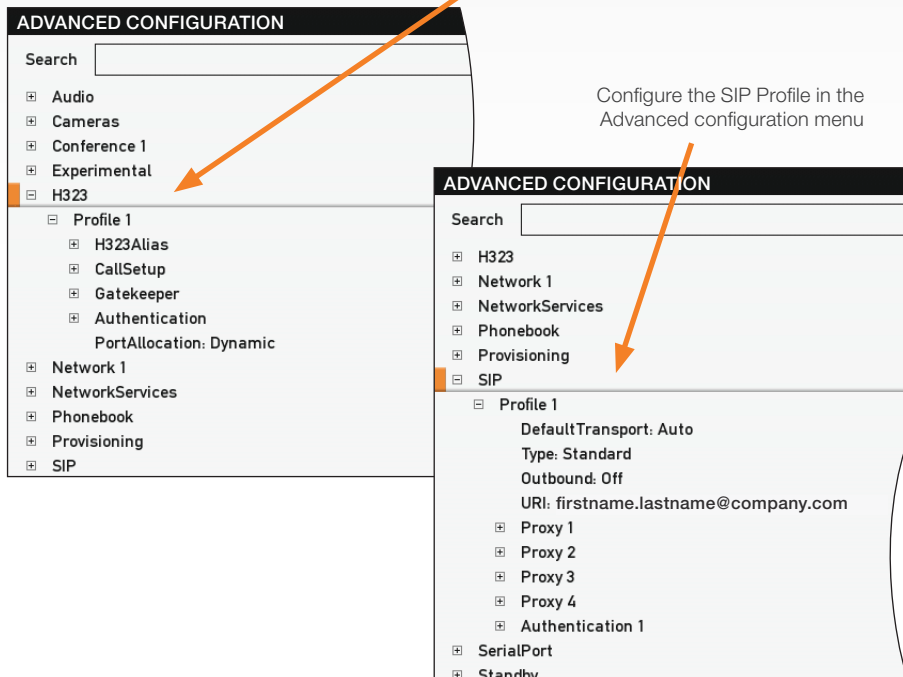 ADVANCED CONFIGURATION
Search
Audio
Cameras
Conference 1
Experimental
H323
Profile 1
H323Alias
CallSetup
Gatekeeper
Authentication
PortAllocation: Dynamic
Network 1
NetworkServices
Phonebook
Provisioning
SIP
Configure the SIP Profile in the
Advanced configuration menu
ADVANCED CONFIGURATION
Search
H323
Network 1
NetworkServices
Phonebook
Provisioning
SIP
Profile 1
DefaultTransport: Auto
Type: Standard
Outbound: Off
URI: firstname.lastname@company.com
Proxy 1
Proxy 2
Proxy 3
Proxy 4
Authentication 1
SerialPort
Standby